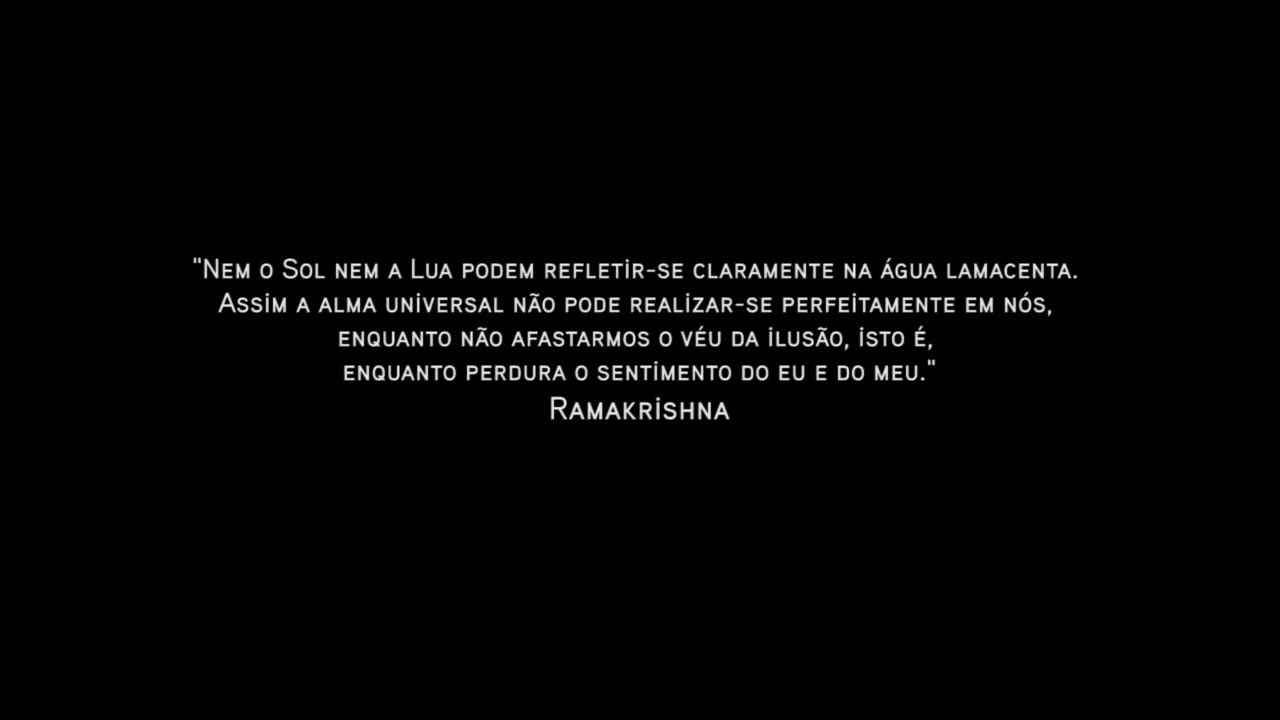 "Nem o Sol nem a Lua podem refletir-se claramente na água lamacenta.
Assim a alma universal não pode realizar-se perfeitamente em nós,
enquanto não afastarmos o véu da ilusão, isto é,
enquanto perdura o sentimento do eu e do meu."
Ramakrishna